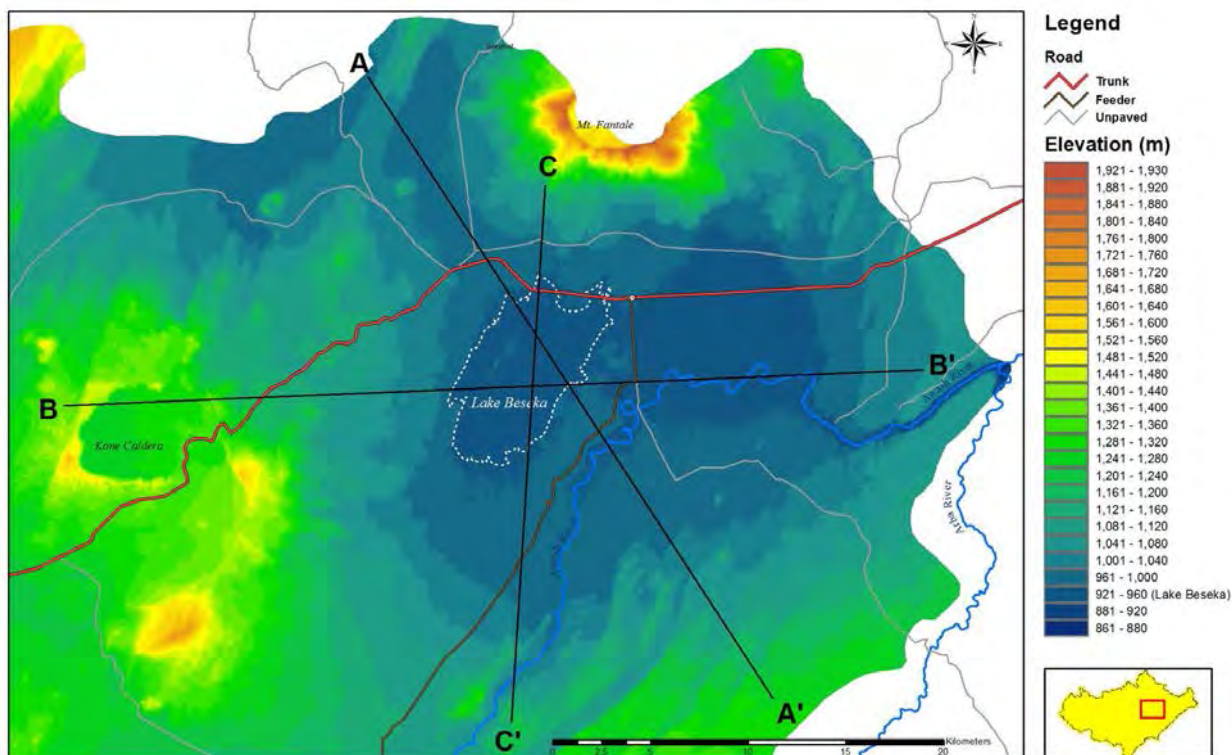 A
Mt. Fantale
C
B
B'
Lake Beseka
Kone Caldera
Awash River
Arba River
A'
C'
0 2.5 5 10 15 20 Kilometers
N
E
S
W
Legend
Road
Trunk
Feeder
Unpaved
Elevation (m)
1,921 - 1,930
1,881 - 1,920
1,841 - 1,880
1,801 - 1,840
1,761 - 1,800
1,721 - 1,760
1,681 - 1,720
1,641 - 1,680
1,601 - 1,640
1,561 - 1,600
1,521 - 1,560
1,481 - 1,520
1,441 - 1,480
1,401 - 1,440
1,361 - 1,400
1,321 - 1,360
1,281 - 1,320
1,241 - 1,280
1,201 - 1,240
1,161 - 1,200
1,121 - 1,160
1,081 - 1,120
1,041 - 1,080
1,001 - 1,040
961 - 1,000
921 - 960 (Lake Beseka)
881 - 920
861 - 880